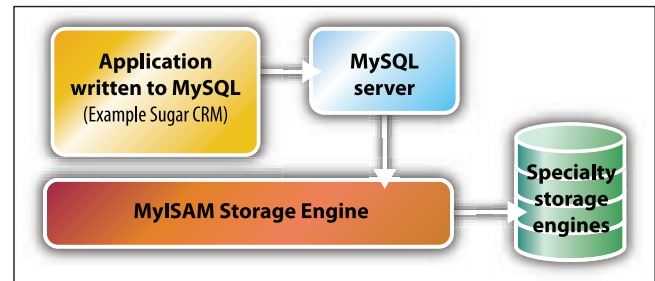 Application
written to MySQL
(Example Sugar CRM)
MySQL
server
MyISAM Storage Engine
Specialty
storage
engines